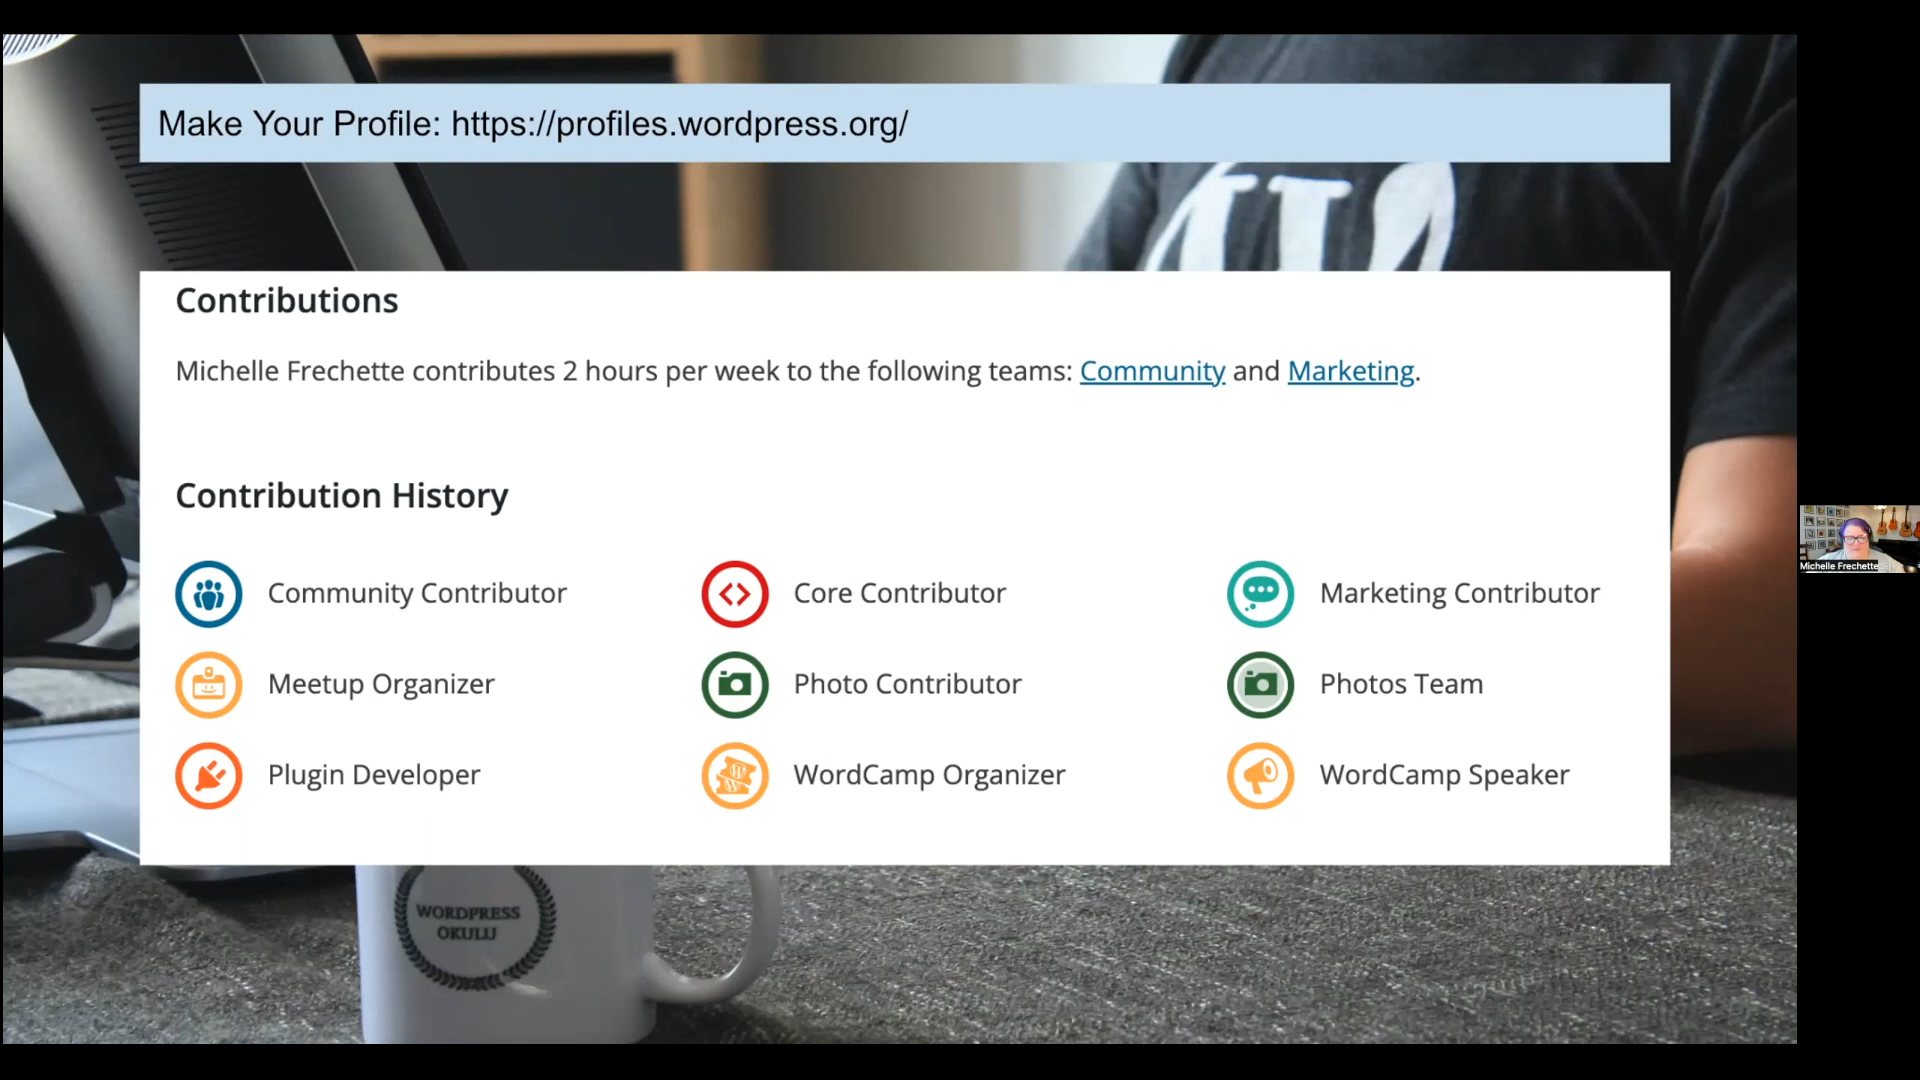 Make Your Profile: https://profiles.wordpress.org/
Contributions
Michelle Frechette contributes 2 hours per week to the following teams: Community and Marketing.
Contribution History
Community Contributor
Core Contributor
Marketing Contributor
Meetup Organizer
Photo Contributor
Photos Team
Plugin Developer
WordCamp Organizer
WordCamp Speaker
WORDPRESS
OKULU
Michelle Frechette